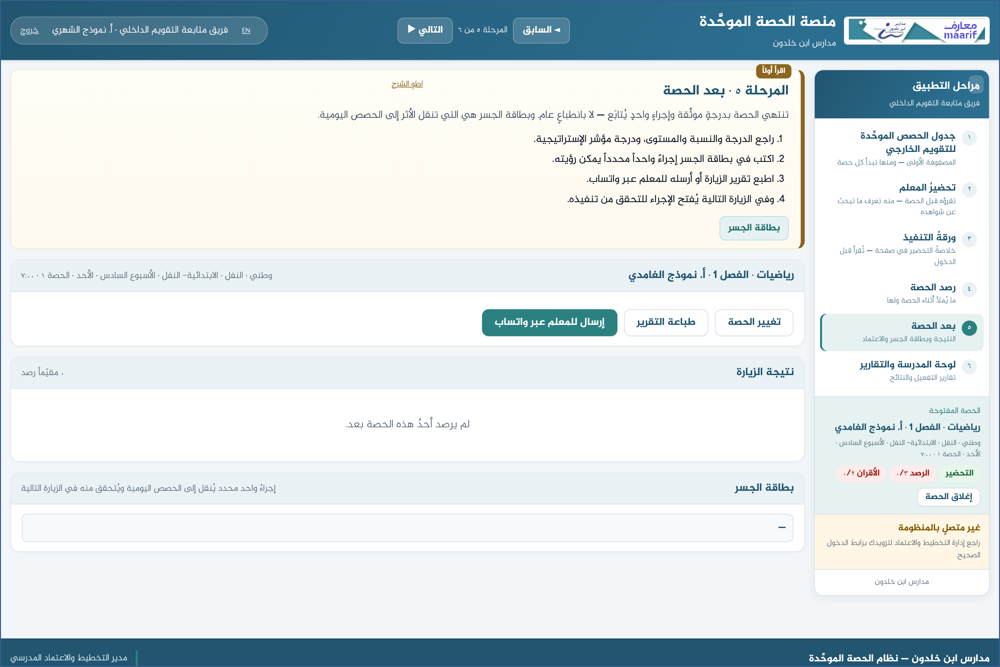 معارف
maarif
مدارس
ابن خلدون
Ibn Khaldun Schools
منصة الحصة الموحَّدة
مدارس ابن خلدون
◄ السابق
المرحلة ٥ من ٦
التالي ▶
EN
فريق متابعة التقويم الداخلي · أ. نموذج الشهري
خروج
مراحل التطبيق
فريق متابعة التقويم الداخلي
١
جدول الحصص الموحَّدة
للتقويم الخارجي
المصفوفة الأولى — ومنها تبدأ كل حصة
٢
تحضيرُ المعلم
تقرؤه قبل الحصة — منه تعرف ما تبحث
عن شواهده
٣
ورقةُ التنفيذ
خلاصةُ التحضير في صفحة — تُقرأ قبل
الدخول
٤
رصد الحصة
ما يُملأ أثناء الحصة ولها
٥
بعد الحصة
النتيجة وبطاقة الجسر والاعتماد
٦
لوحة المدرسة والتقارير
تقارير التفعيل والنتائج
الحصة المفتوحة
رياضيات · الفصل 1 · أ. نموذج الغامدي
وطني · النفل · الابتدائية- النفل · الأسبوع السادس ·
الأحد · الحصة ١ · ٧:٠٠
التحضير
الرصد ٠/٣
الأقران ٠/٢
إغلاق الحصة
غير متصلٍ بالمنظومة
راجع إدارة التخطيط والاعتماد لتزويدك برابط الدخول
الصحيح.
مدارس ابن خلدون
اقرأ أولاً
المرحلة ٥ · بعد الحصة
اطوِ الشرح
تنتهي الحصة بدرجةٍ موثَّقة وإجراءٍ واحدٍ يُتابَع — لا بانطباعٍ عام. وبطاقة الجسر هي التي تنقل الأثر إلى الحصص اليومية.
1. راجع الدرجة والنسبة والمستوى، ودرجة مؤشر الإستراتيجية.
2. اكتب في بطاقة الجسر إجراءً واحداً محدداً يمكن رؤيته.
3. اطبع تقرير الزيارة أو أرسله للمعلم عبر واتساب.
4. وفي الزيارة التالية يُفتح الإجراء للتحقق من تنفيذه.
بطاقة الجسر
رياضيات · الفصل 1 · أ. نموذج الغامدي
وطني · النفل · الابتدائية- النفل · الأسبوع السادس · الأحد · الحصة ١ · ٧:٠٠
تغيير الحصة
طباعة التقرير
إرسال للمعلم عبر واتساب
نتيجة الزيارة
٠ مقيّماً رصد
لم يرصد أحدٌ هذه الحصة بعد.
بطاقة الجسر
إجراءٌ واحد محدد يُنقل إلى الحصص اليومية ويُتحقق منه في الزيارة التالية
—
مدارس ابن خلدون — نظام الحصة الموحَّدة
مدير التخطيط والاعتماد المدرسي